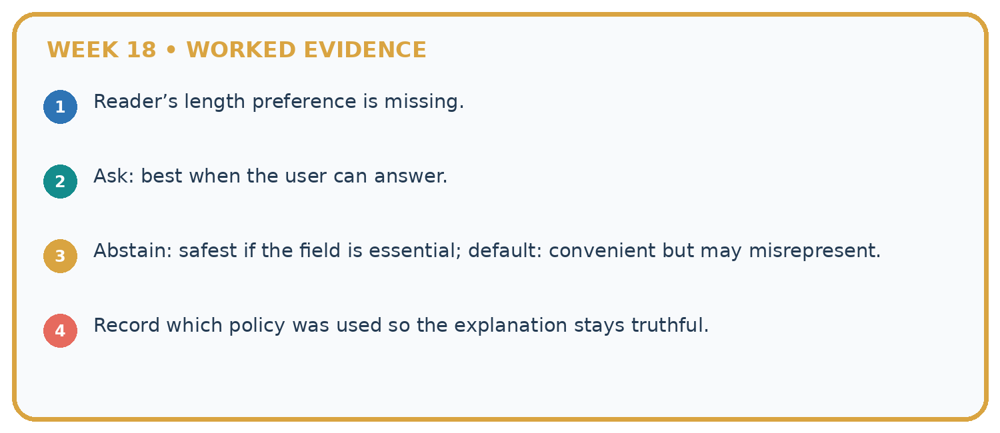 WEEK 18 • WORKED EVIDENCE
1 Reader’s length preference is missing.
2 Ask: best when the user can answer.
3 Abstain: safest if the field is essential; default: convenient but may misrepresent.
4 Record which policy was used so the explanation stays truthful.